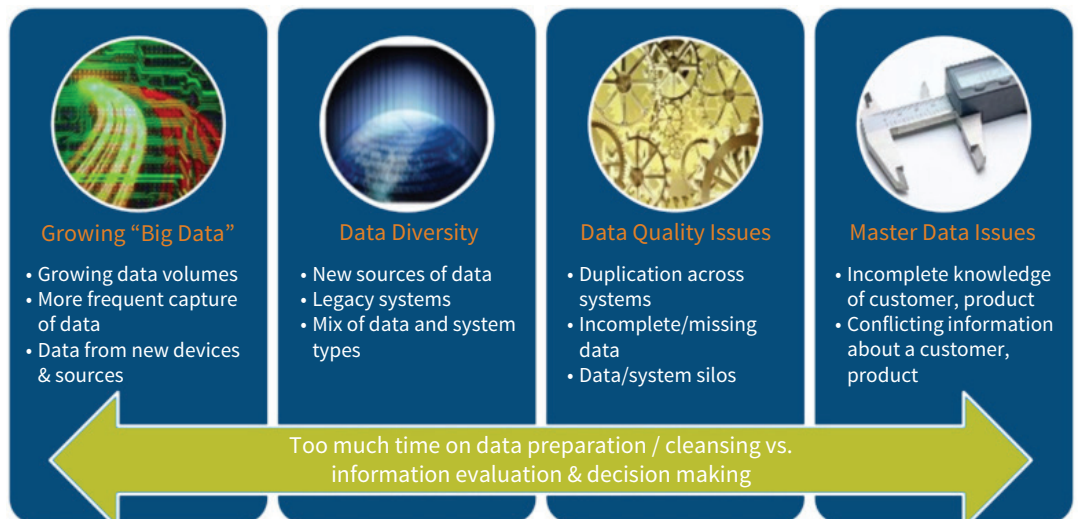 Growing “Big Data”
• Growing data volumes
• More frequent capture
of data
• Data from new devices
& sources
Data Diversity
• New sources of data
• Legacy systems
• Mix of data and system
types
Data Quality Issues
• Duplication across
systems
• Incomplete/missing
data
• Data/system silos
Master Data Issues
• Incomplete knowledge
of customer, product
• Conflicting information
about a customer,
product
Too much time on data preparation / cleansing vs.
information evaluation & decision making